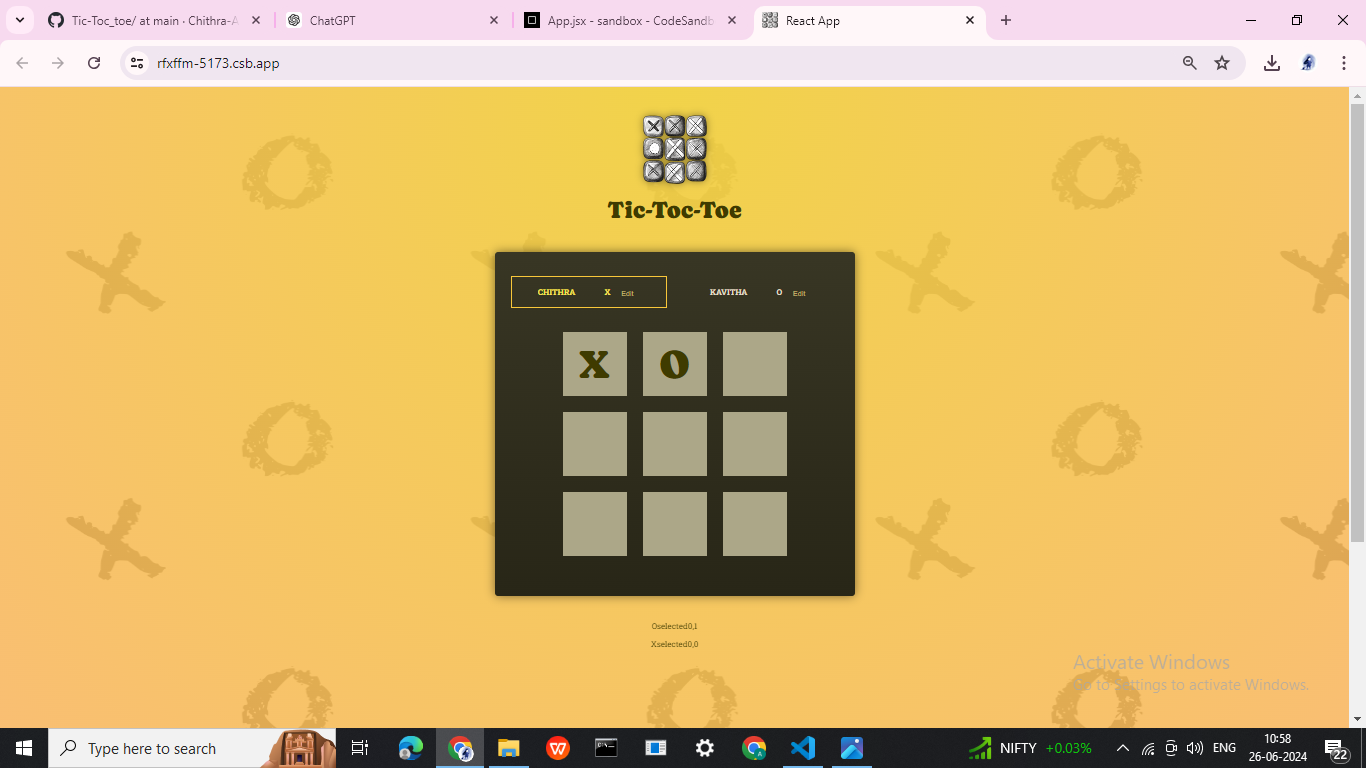 Tic-Toc_toe/ at main · Chithra-A
ChatGPT
App.jsx - sandbox - CodeSandb
React App
rfxffm-5173.csb.app
Tic-Toc-Toe
CHITHRA X Edit
KAVITHA O Edit
X O
Oselected0,1
Xselected0,0
Activate Windows
Go to Settings to activate Windows.
Type here to search
NIFTY +0.03%
ENG
10:58
26-06-2024
22